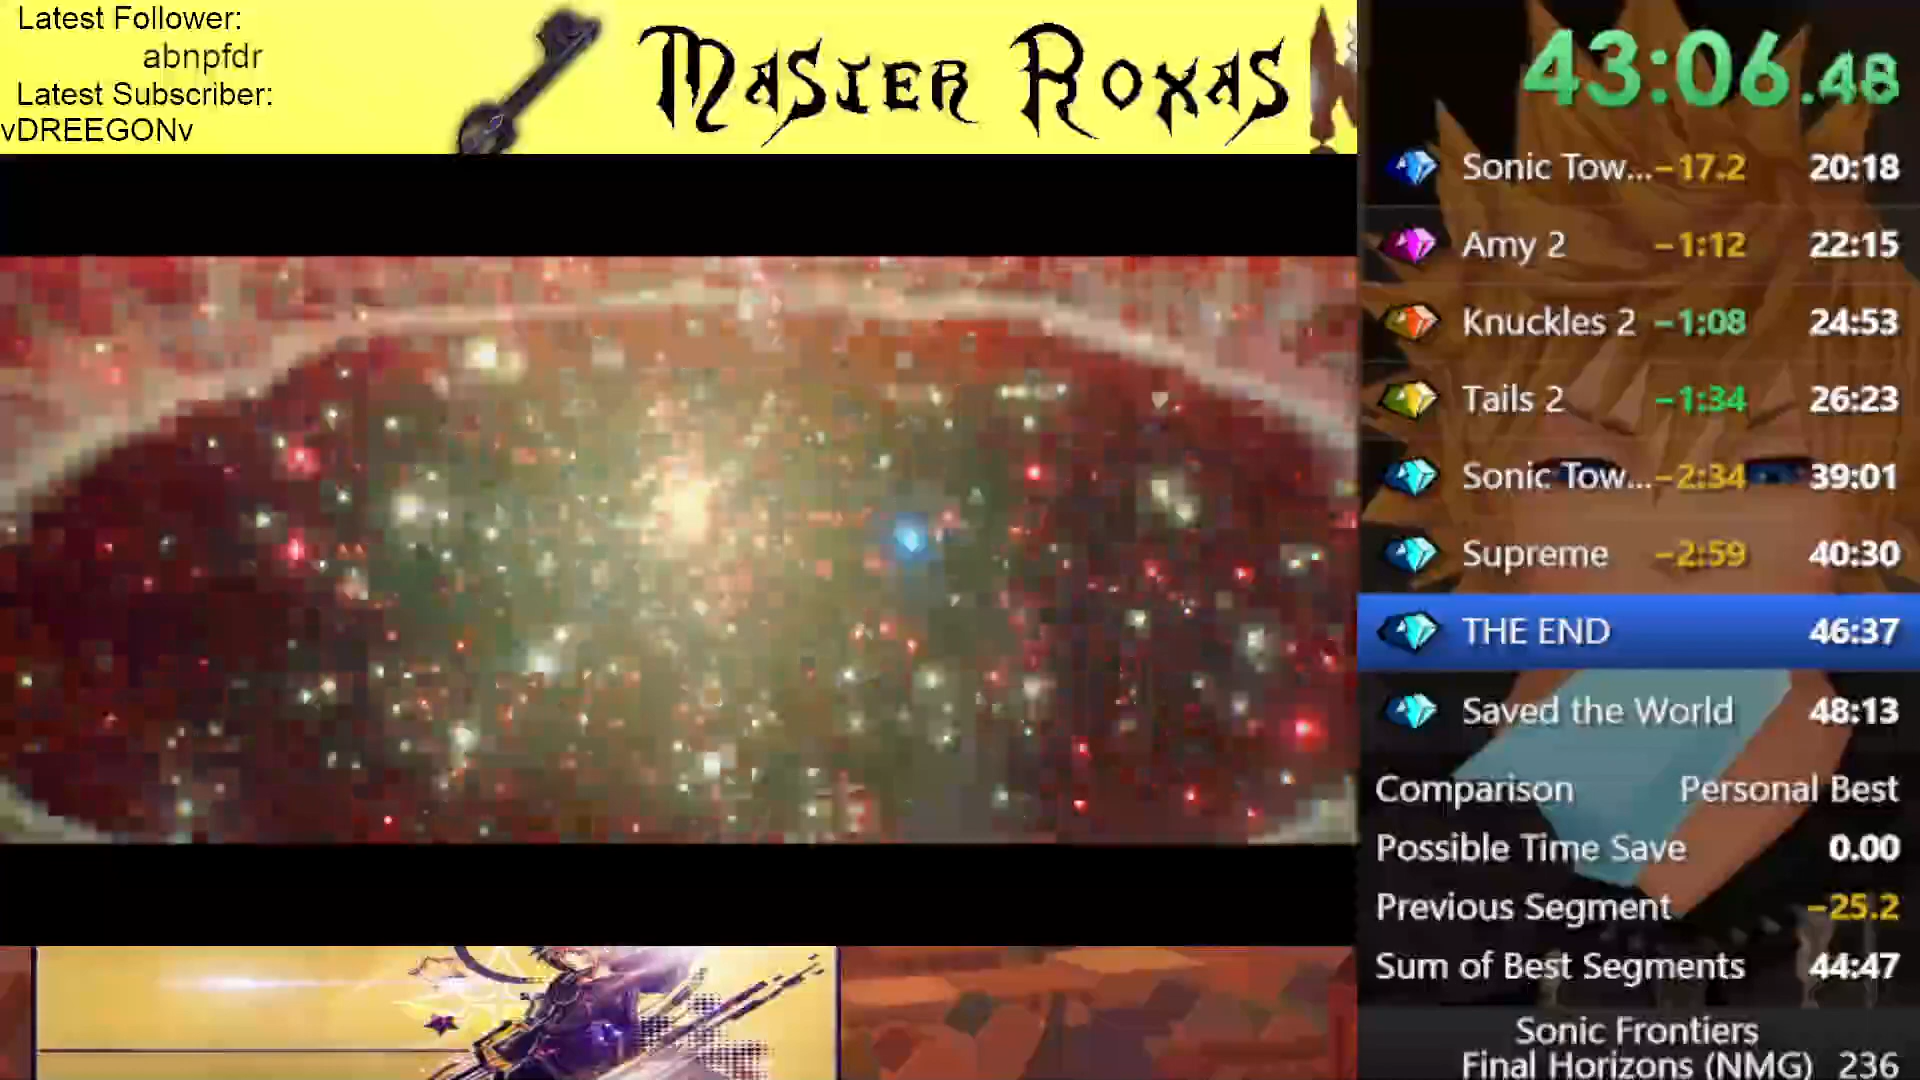 Latest Follower:
abnpfdr
Latest Subscriber:
vDREEGONv
Master Roxas
43:06.48
Sonic Tow... -17.2 20:18
Amy 2 -1:12 22:15
Knuckles 2 -1:08 24:53
Tails 2 -1:34 26:23
Sonic Tow... -2:34 39:01
Supreme -2:59 40:30
THE END 46:37
Saved the World 48:13
Comparison Personal Best
Possible Time Save 0.00
Previous Segment -25.2
Sum of Best Segments 44:47
Sonic Frontiers
Final Horizons (NMG) 236